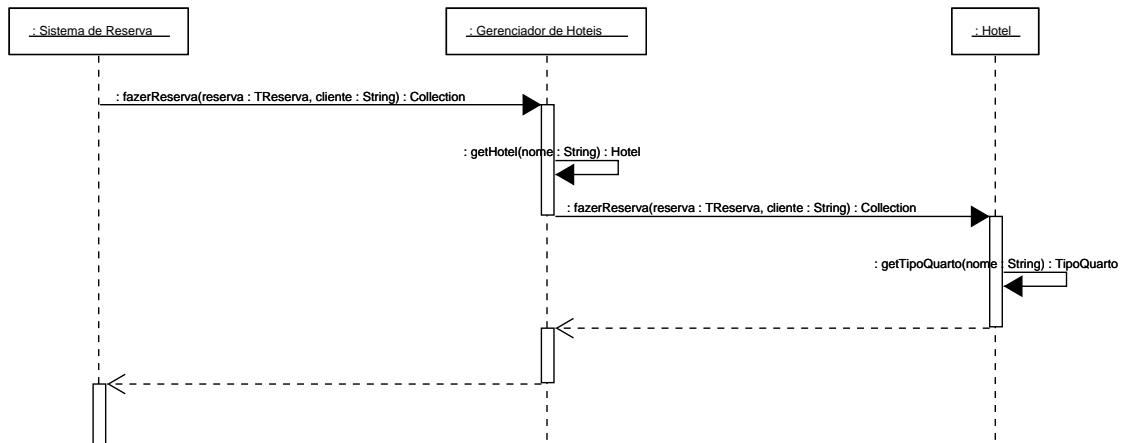 : Sistema de Reserva
: Gerenciador de Hoteis
: Hotel
: fazerReserva(reserva : TReserva, cliente : String) : Collection
: getHotel(nome : String) : Hotel
: fazerReserva(reserva : TReserva, cliente : String) : Collection
: getTipoQuarto(nome : String) : TipoQuarto